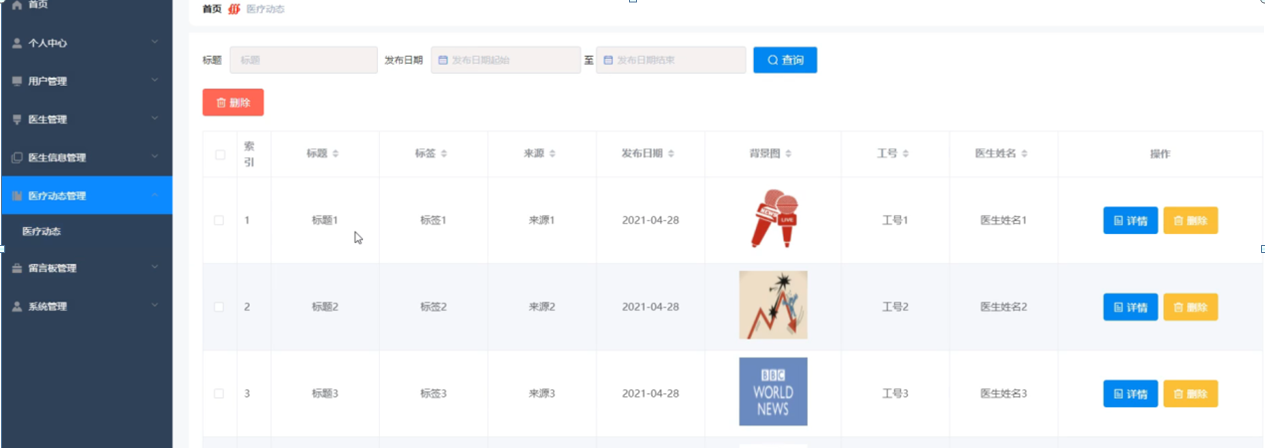 首页
个人中心
用户管理
医生管理
医生信息管理
医疗动态管理
医疗动态
留言板管理
系统管理
首页 医疗动态
标题 标题 发布日期 发布日期起始 至 发布日期结束 查询
删除
索引 标题 标签 来源 发布日期 背景图 工号 医生姓名 操作
1 标题1 标签1 来源1 2021-04-28 工号1 医生姓名1 详情 删除
NEWS LIVE
2 标题2 标签2 来源2 2021-04-28 工号2 医生姓名2 详情 删除
3 标题3 标签3 来源3 2021-04-28 工号3 医生姓名3 详情 删除
BBC
WORLD
NEWS